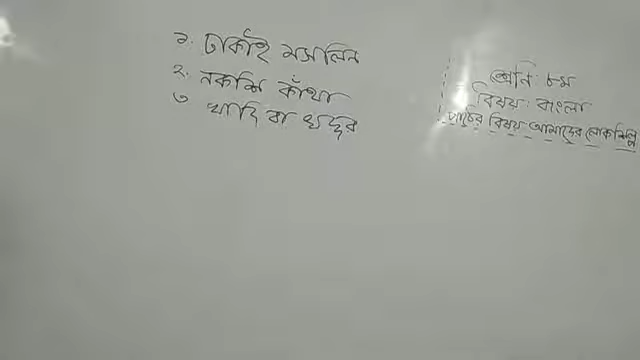 ১. ঢাকাই মসলিন
২. নকশি কাঁথা
৩ খাদি বা খদ্দর
শ্রেনি: ৮ম
বিষয়: বাংলা
পাঠের বিষয় আমাদের লোকশিল্প